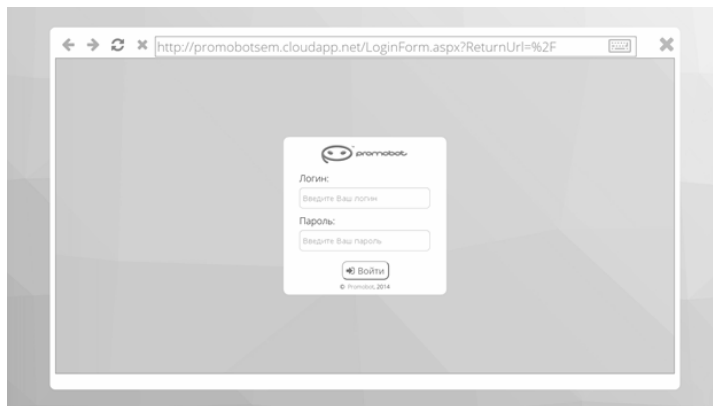 http://promobotsem.cloudapp.net/LoginForm.aspx?ReturnUrl=%2F
promobot
Логин:
Введите Ваш логин
Пароль:
Введите Ваш пароль
Войти
© Promobot, 2014